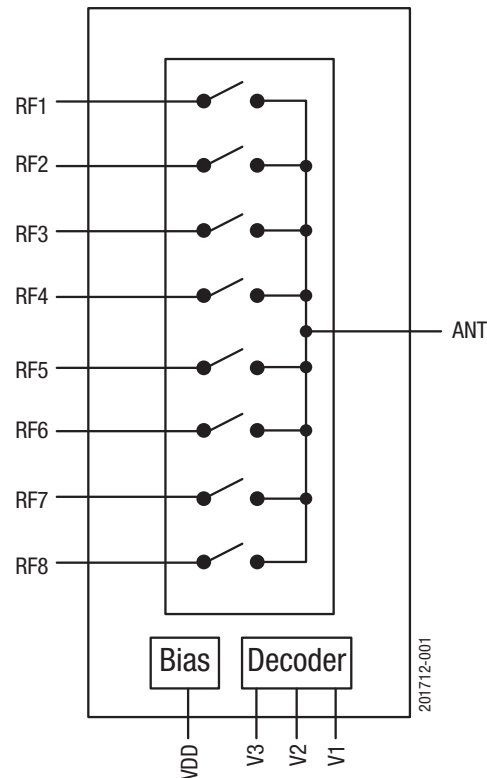 RF1
RF2
RF3
RF4
ANT
RF5
RF6
RF7
RF8
Bias
Decoder
201712-001
VDD
V3
V2
V1